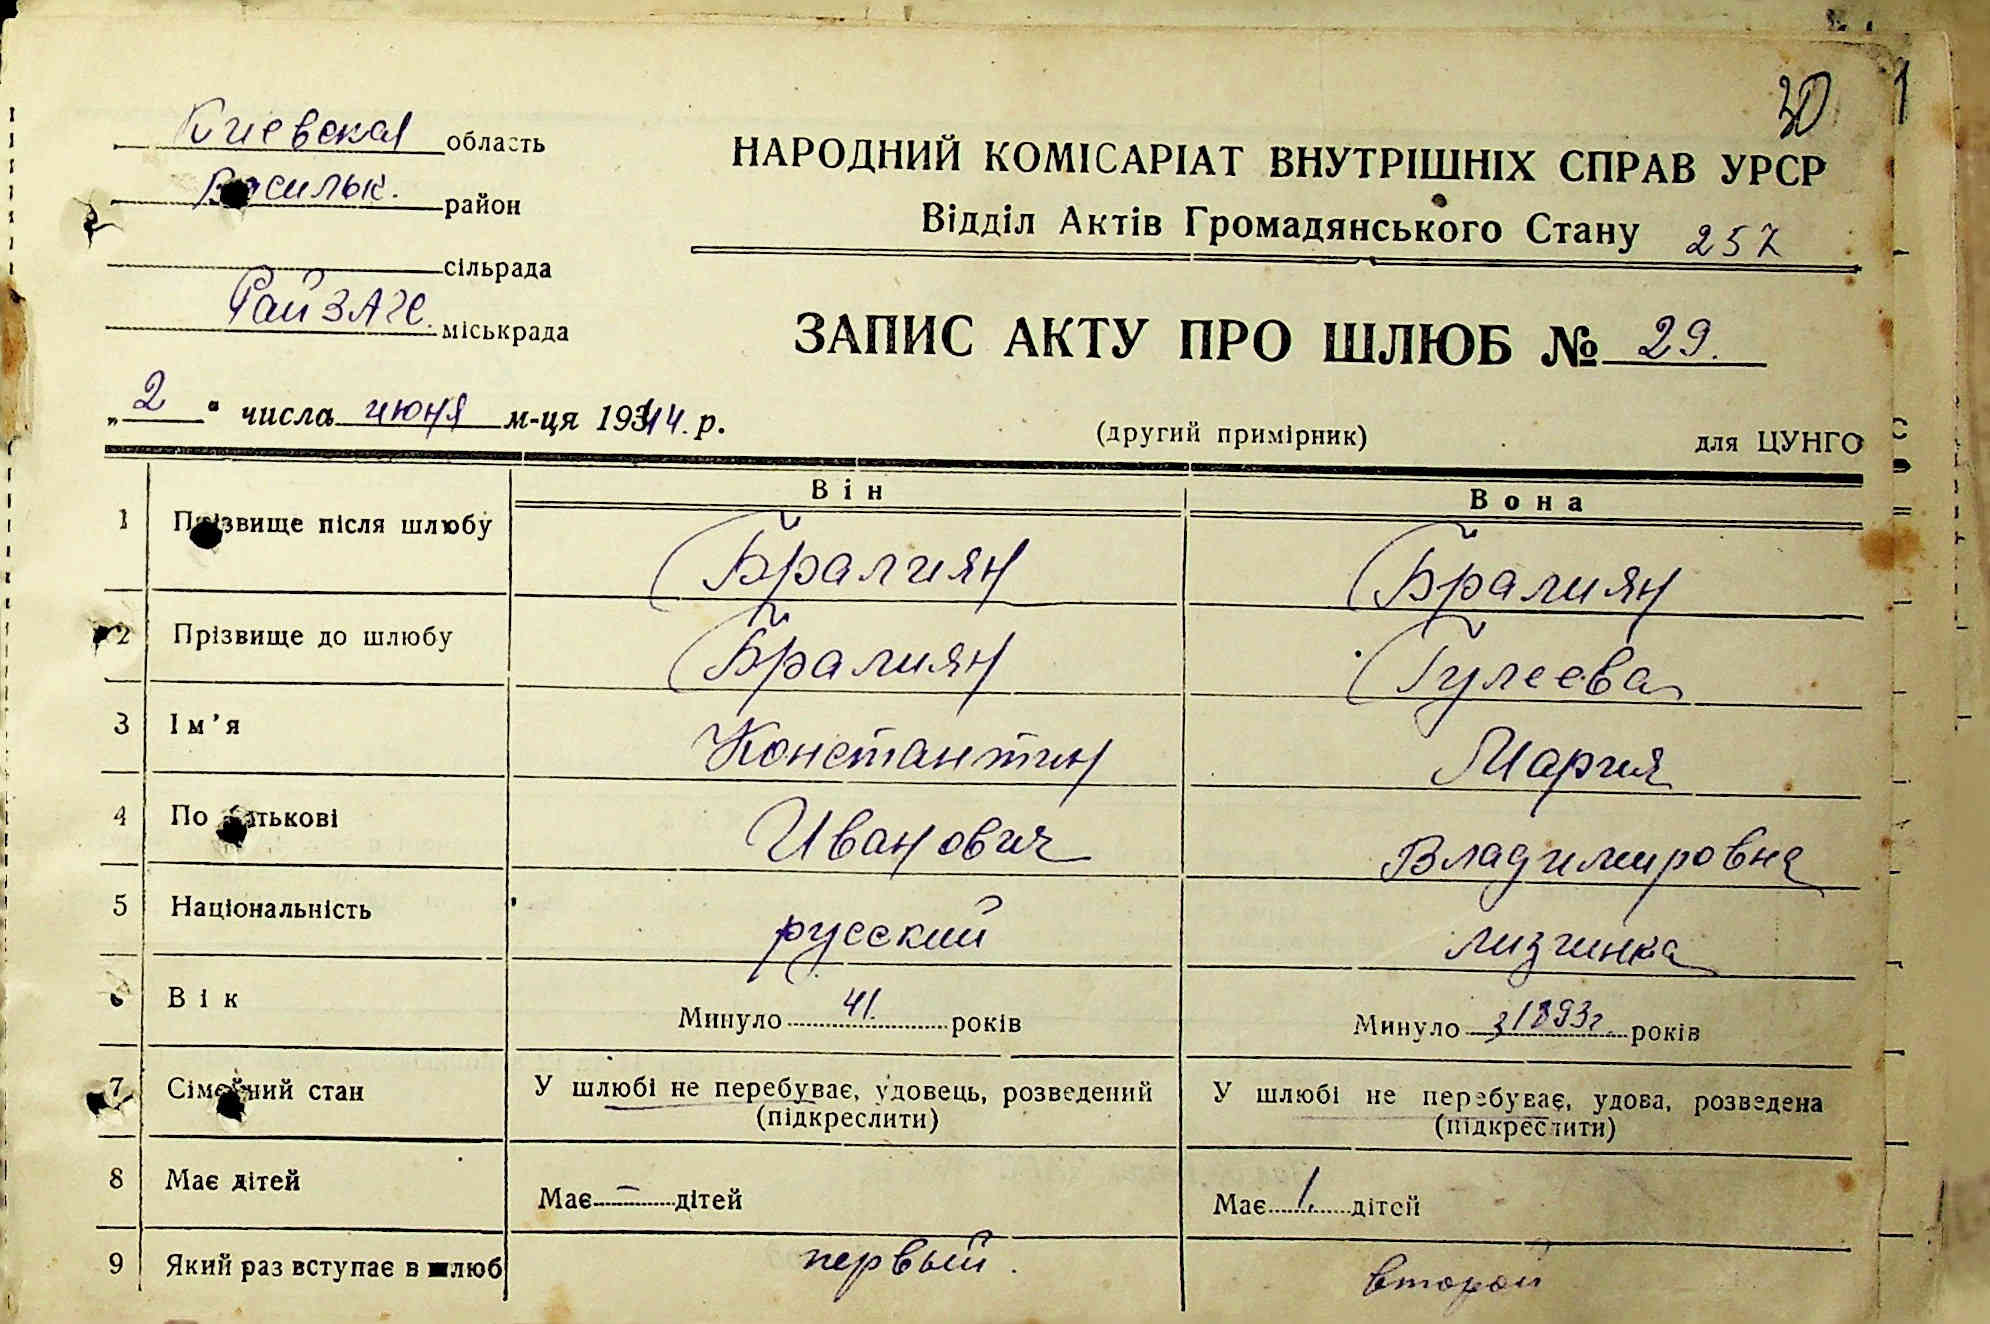 30
Киевская область
Васильк. район
сільрада
РайЗАГС. міськрада
НАРОДНИЙ КОМІСАРІАТ ВНУТРІШНІХ СПРАВ УРСР
Відділ Актів Громадянського Стану 257
ЗАПИС АКТУ ПРО ШЛЮБ № 29.
„2“ числа июня м-ця 1944. р.
(другий примірник) для ЦУНГО
Він Вона
1 Прізвище після шлюбу Бралиян Бралиян
2 Прізвище до шлюбу Бралиян Гулеева
3 Ім'я Константин Мария
4 По батькові Иванович Владимировна
5 Національність русский лизгинка
6 Вік Минуло 41. років Минуло з 1893г. років
7 Сімейний стан У шлюбі не перебуває, удовець, розведений У шлюбі не перебуває, удова, розведена
(підкреслити) (підкреслити)
8 Має дітей Має – дітей Має 1. дітей
9 Який раз вступає в шлюб первый. второй